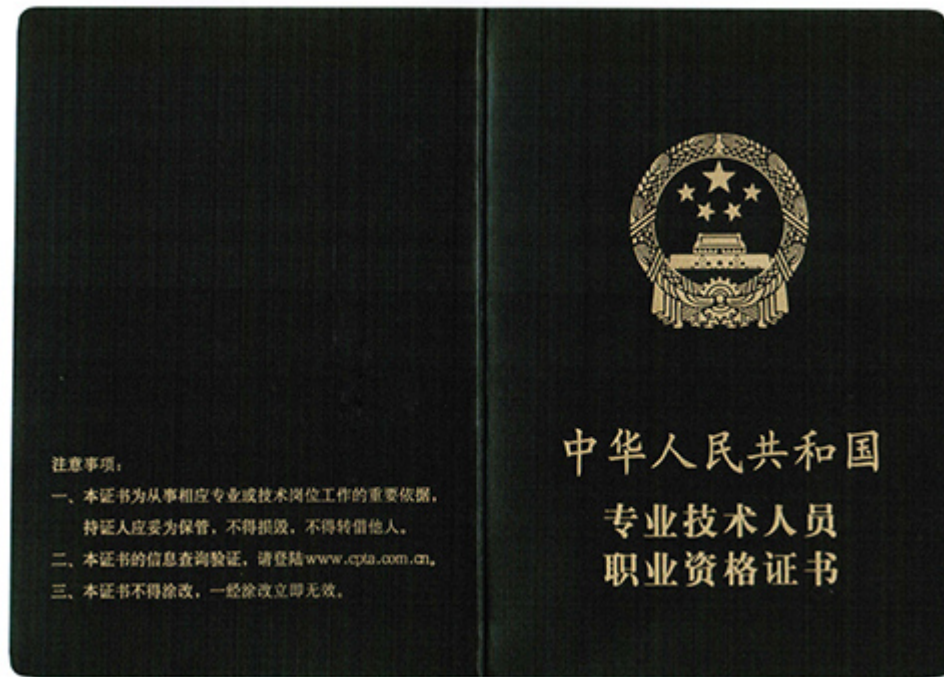 注意事项：
一、本证书为从事相应专业或技术岗位工作的重要依据，
持证人应妥为保管，不得损毁，不得转借他人。
二、本证书的信息查询验证，请登陆www.cpta.com.cn。
三、本证书不得涂改，一经涂改立即无效。
中华人民共和国
专业技术人员
职业资格证书